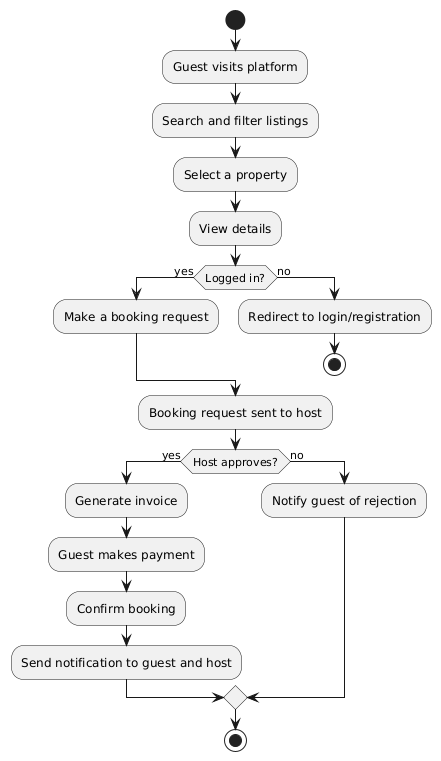 Guest visits platform
Search and filter listings
Select a property
View details
yes
Logged in?
no
Make a booking request
Redirect to login/registration
Booking request sent to host
yes
Host approves?
no
Generate invoice
Notify guest of rejection
Guest makes payment
Confirm booking
Send notification to guest and host